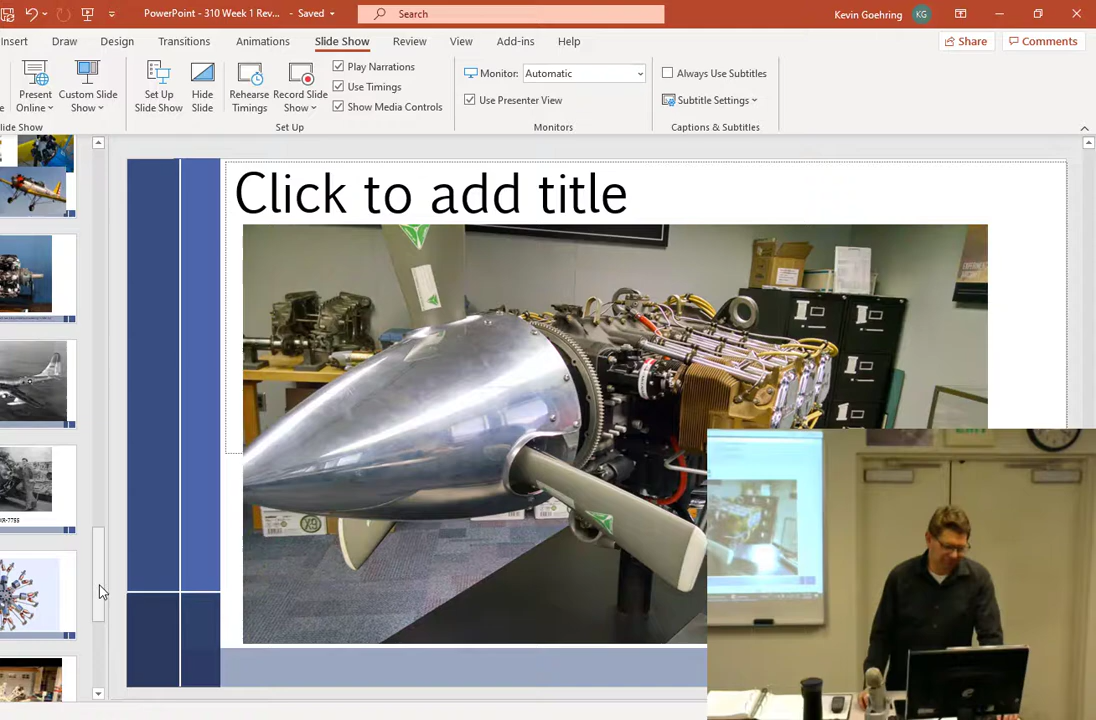 PowerPoint - 310 Week 1 Rev... - Saved
Search
Kevin Goehring
KG
Insert
Draw
Design
Transitions
Animations
Slide Show
Review
View
Add-ins
Help
Share
Comments
Present
Online
Custom Slide
Show
Set Up
Slide Show
Hide
Slide
Rehearse
Timings
Record Slide
Show
Play Narrations
Use Timings
Show Media Controls
Monitor:
Automatic
Use Presenter View
Always Use Subtitles
Subtitle Settings
Set Up
Monitors
Captions & Subtitles
Click to add title